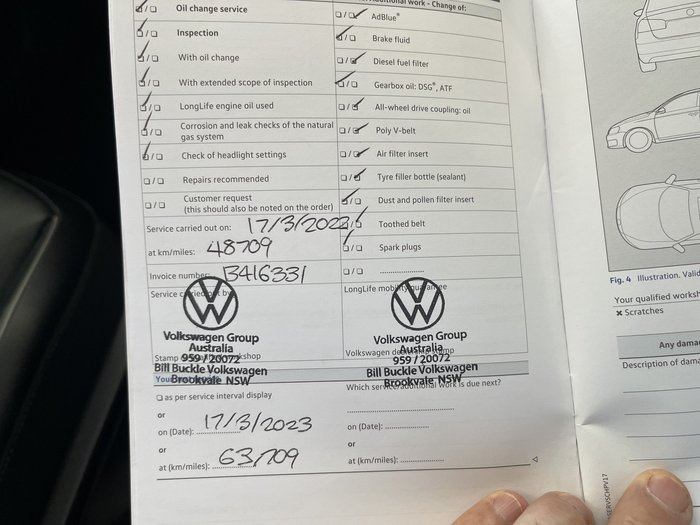 Additional work - Change of:
☑/☐ Oil change service
☑/☐ Inspection
☑/☐ With oil change
☑/☐ With extended scope of inspection
☑/☐ LongLife engine oil used
☑/☐ Corrosion and leak checks of the natural
gas system
☑/☐ Check of headlight settings
☐/☐ Repairs recommended
☐/☐ Customer request
(this should also be noted on the order)
Service carried out on: 17/3/2023
at km/miles: 48709
Invoice number: 13416331
Service carried out by
Volkswagen Group
Australia
959 / 20072
Bill Buckle Volkswagen
Brookvale NSW
☐ as per service interval display
or
on (Date): 17/3/2023
or
at (km/miles): 63,709
☐/☑ AdBlue®
☑/☐ Brake fluid
☐/☑ Diesel fuel filter
☑/☐ Gearbox oil: DSG®, ATF
☐/☑ All-wheel drive coupling: oil
☐/☑ Poly V-belt
☐/☑ Air filter insert
☐/☑ Tyre filler bottle (sealant)
☑/☐ Dust and pollen filter insert
☐/☑ Toothed belt
☑/☐ Spark plugs
☐/☐ ....................
LongLife mobility guarantee
Volkswagen Group
Australia
959 / 20072
Bill Buckle Volkswagen
Brookvale NSW
Which service/additional work is due next?
on (Date): ....................
or
at (km/miles): ....................
Fig. 4 Illustration. Valid
Your qualified worksh
× Scratches
Any dama
Description of dam
SERVSCHPV17